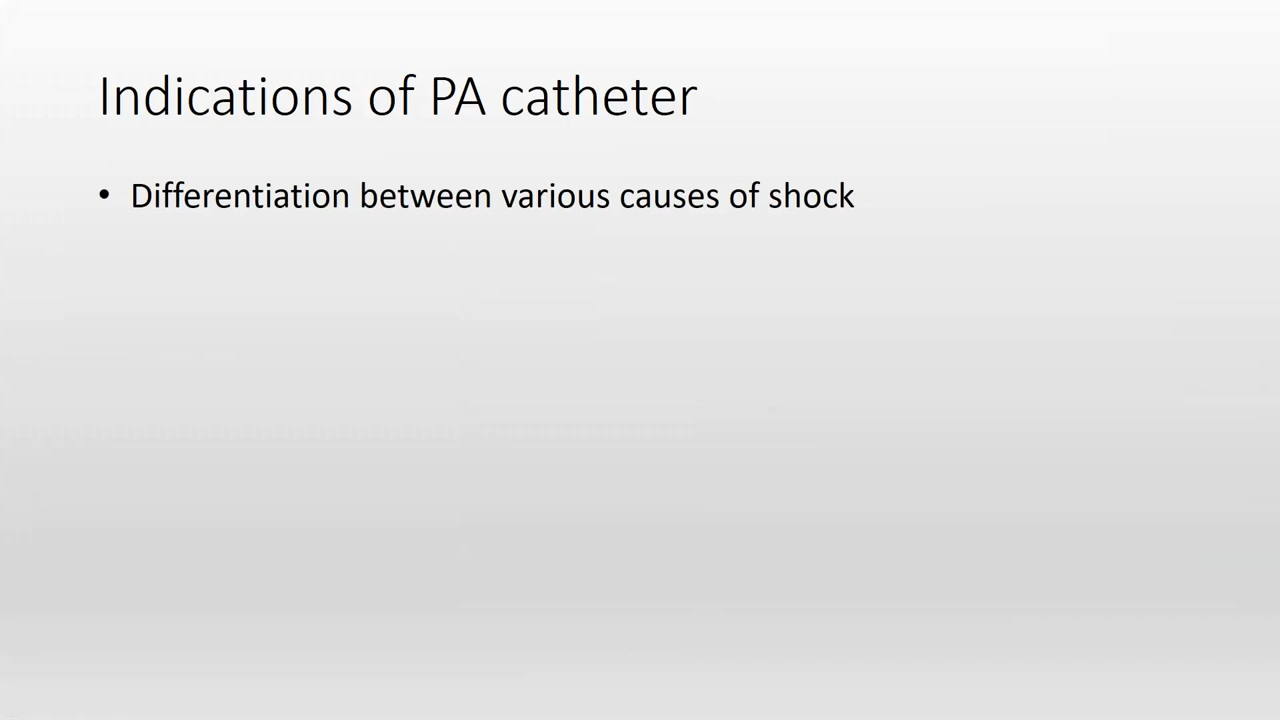 Indications of PA catheter
• Differentiation between various causes of shock